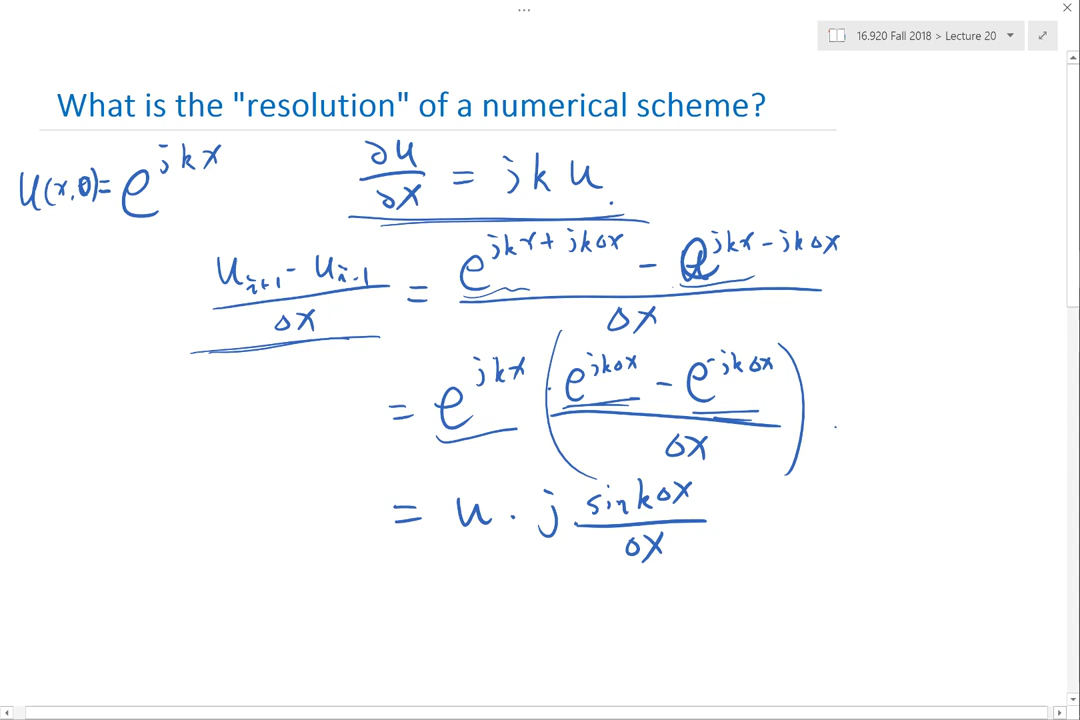 ...
16.920 Fall 2018 > Lecture 20
What is the "resolution" of a numerical scheme?
u(x,0) = e^{jkx}   ∂u/∂x = jku.
(u_{i+1} - u_{i-1})/Δx = (e^{jkx + jkΔx} - e^{jkx - jkΔx})/Δx
= e^{jkx} ((e^{jkΔx} - e^{-jkΔx})/Δx).
= u · j (sin kΔx)/Δx